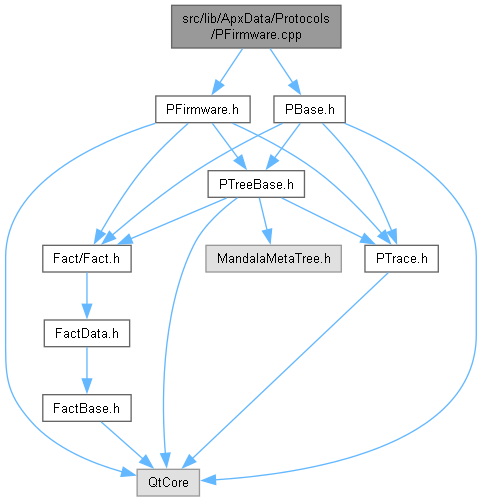 src/lib/ApxData/Protocols
/PFirmware.cpp
PFirmware.h
PBase.h
PTreeBase.h
Fact/Fact.h
MandalaMetaTree.h
PTrace.h
FactData.h
FactBase.h
QtCore